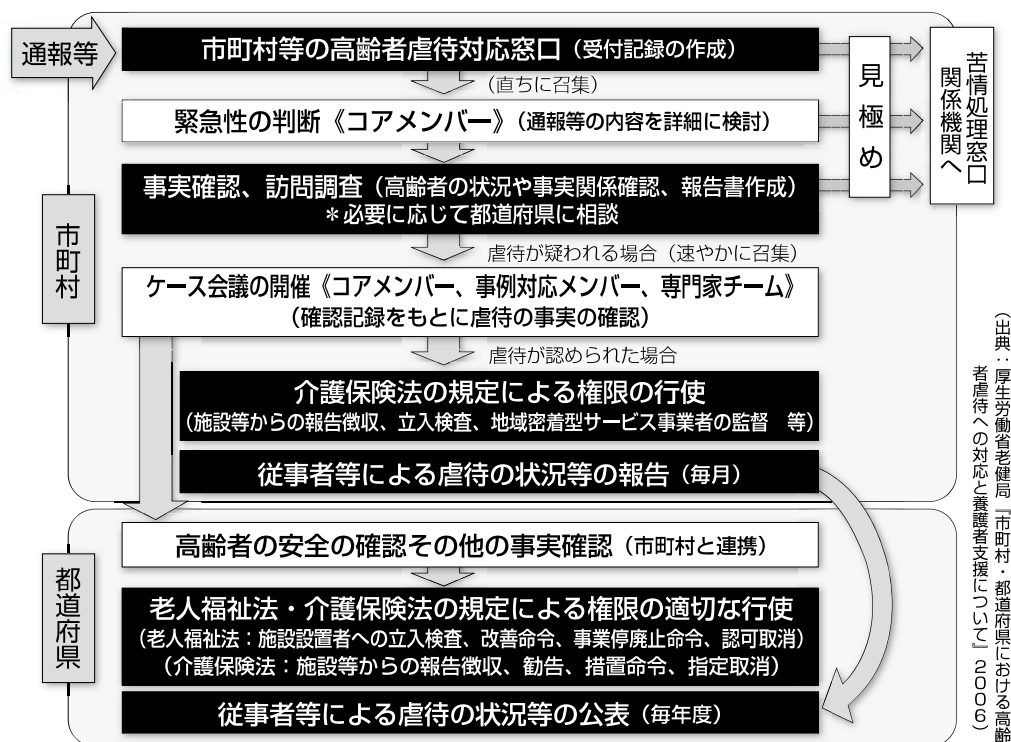 通報等
市町村等の高齢者虐待対応窓口（受付記録の作成）
（直ちに召集）
緊急性の判断《コアメンバー》（通報等の内容を詳細に検討）
事実確認、訪問調査（高齢者の状況や事実関係確認、報告書作成）
＊必要に応じて都道府県に相談
見極め
苦情処理窓口
関係機関へ
市町村
虐待が疑われる場合（速やかに召集）
ケース会議の開催《コアメンバー、事例対応メンバー、専門家チーム》
（確認記録をもとに虐待の事実の確認）
虐待が認められた場合
介護保険法の規定による権限の行使
（施設等からの報告徴収、立入検査、地域密着型サービス事業者の監督　等）
従事者等による虐待の状況等の報告（毎月）
都道府県
高齢者の安全の確認その他の事実確認（市町村と連携）
老人福祉法・介護保険法の規定による権限の適切な行使
（老人福祉法：施設設置者への立入検査、改善命令、事業停廃止命令、認可取消）
（介護保険法：施設等からの報告徴収、勧告、措置命令、指定取消）
従事者等による虐待の状況等の公表（毎年度）
（出典：厚生労働省老健局『市町村・都道府県における高齢
者虐待への対応と養護者支援について』2006）